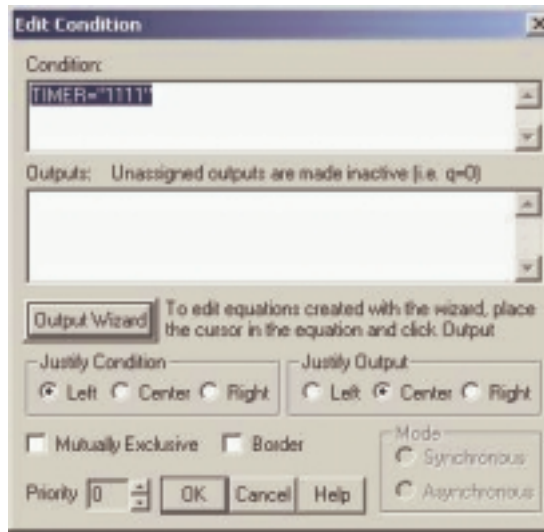 Edit Condition
Condition:
TIMER="1111"
Outputs: Unassigned outputs are made inactive (i.e. q=0)
Output Wizard
To edit equations created with the wizard, place
the cursor in the equation and click Output
Justify Condition
Left Center Right
Justify Output
Left Center Right
Mutually Exclusive Border
Mode
Synchronous
Asynchronous
Priority 0 OK Cancel Help